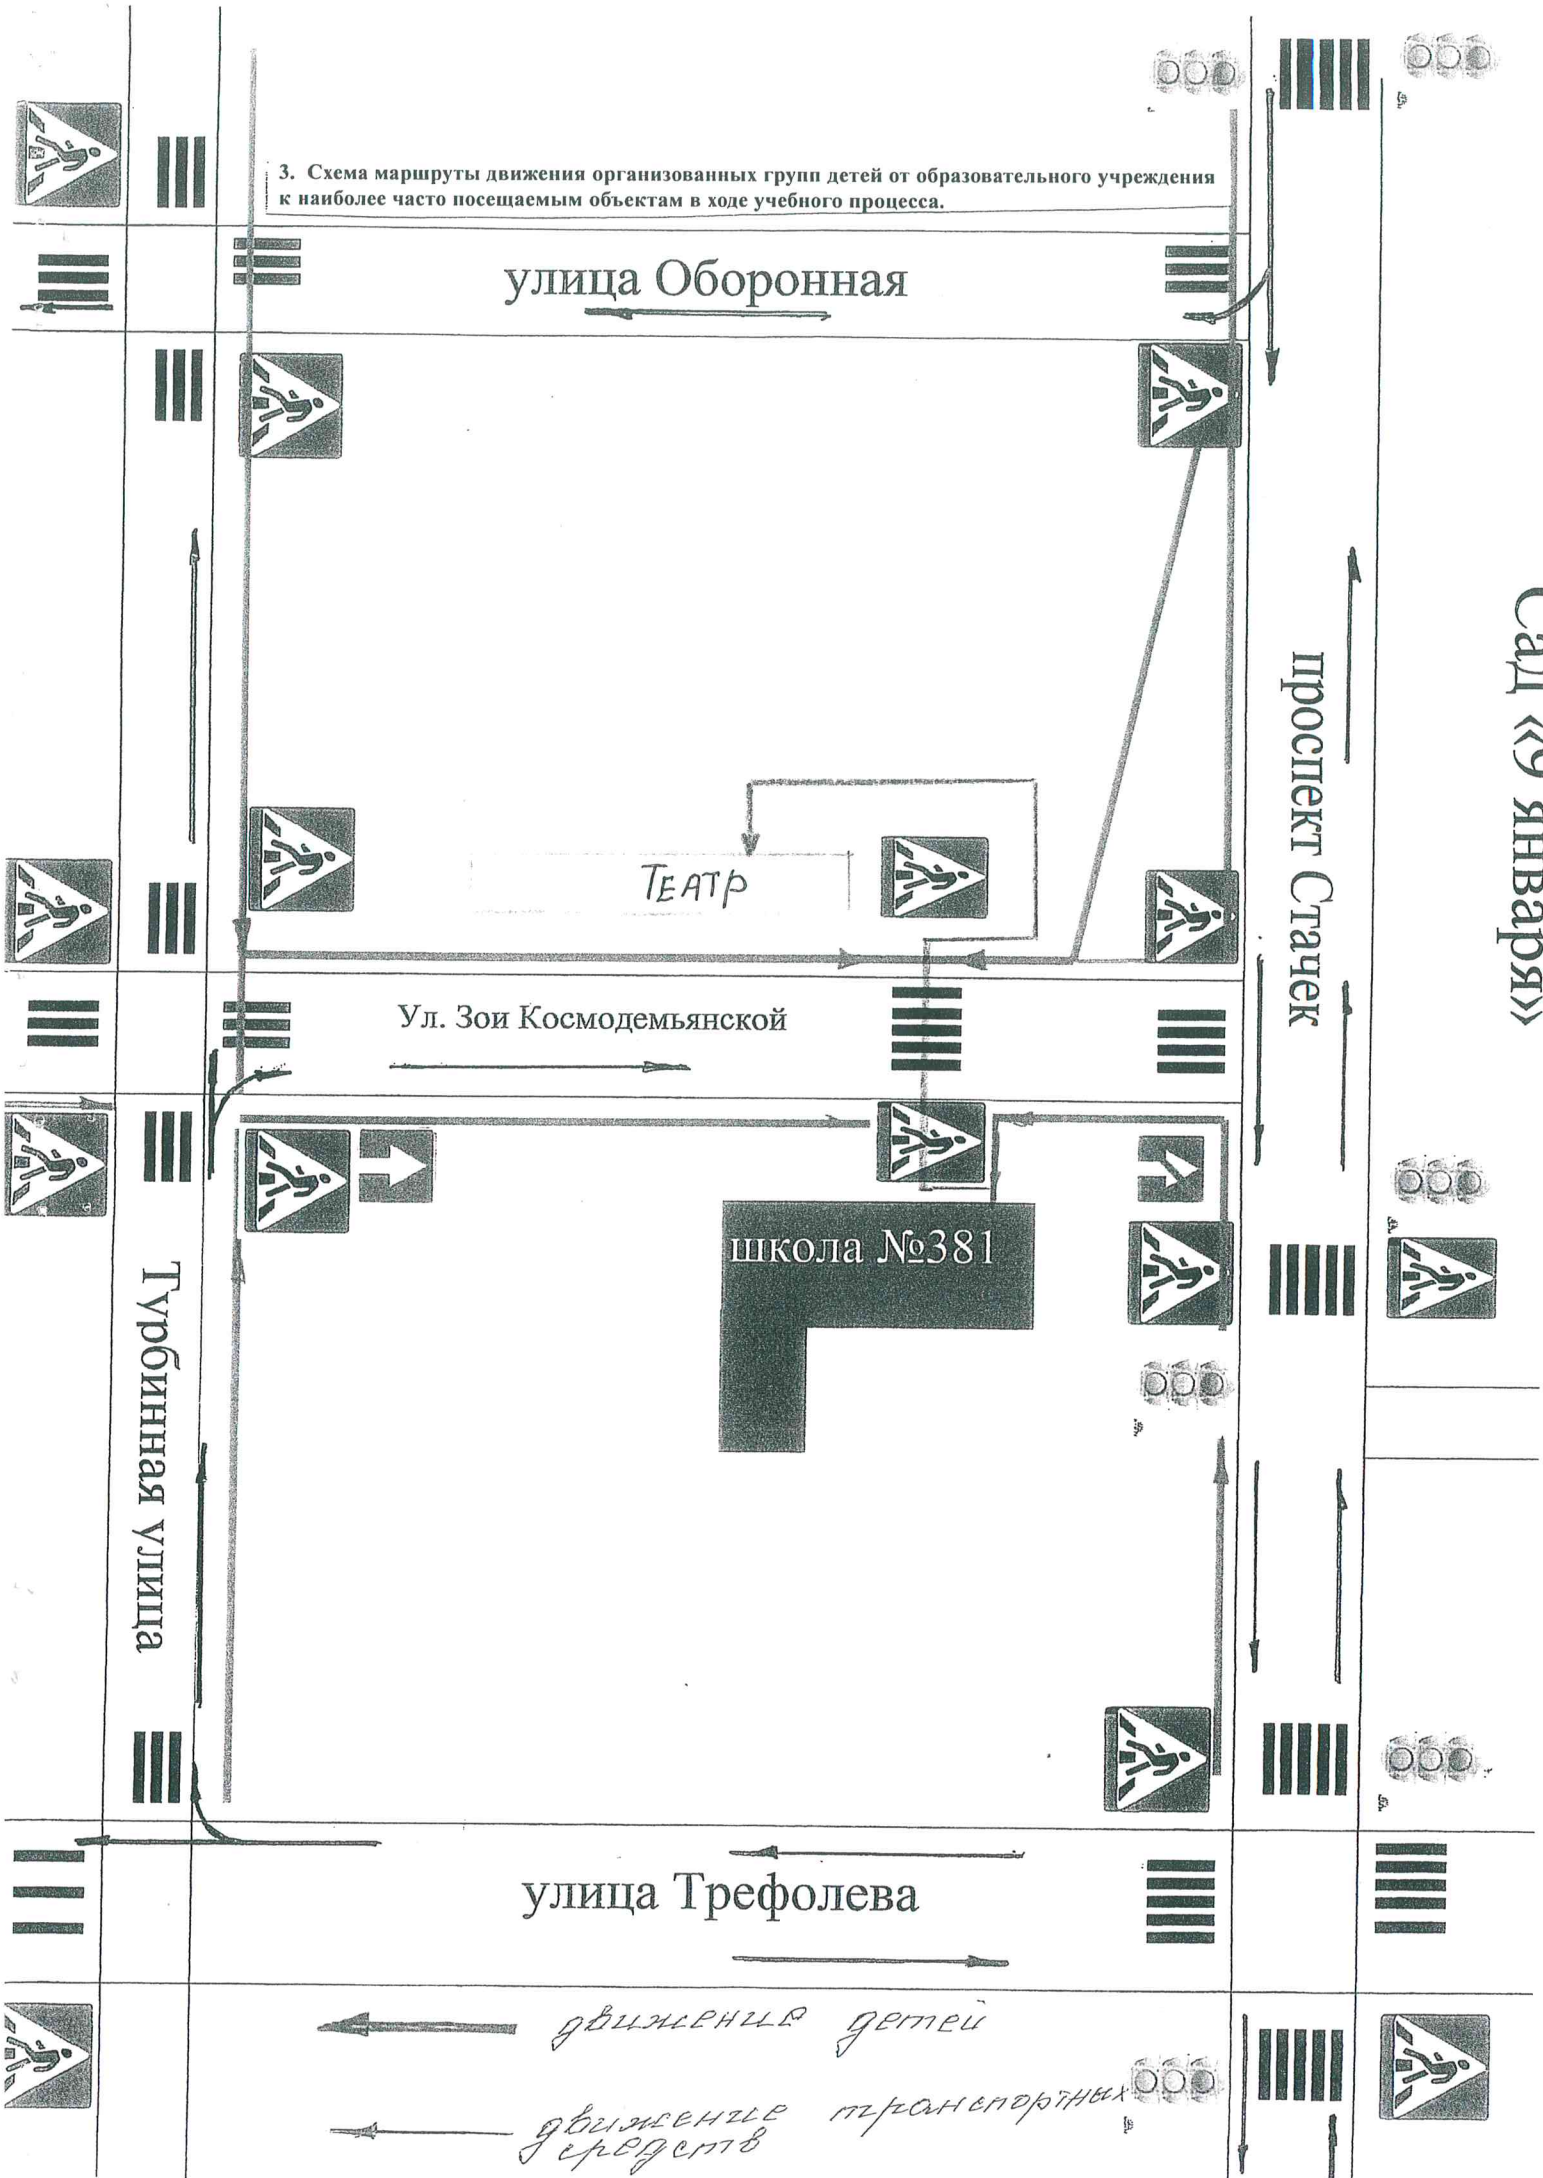 3. Схема маршруты движения организованных групп детей от образовательного учреждения
к наиболее часто посещаемым объектам в ходе учебного процесса.
улица Оборонная
Сад «9 января»
проспект Стачек
ТЕАТР
Ул. Зои Космодемьянской
школа №381
Турбинная улица
улица Трефолева
движение детей
движение транспортных
средств